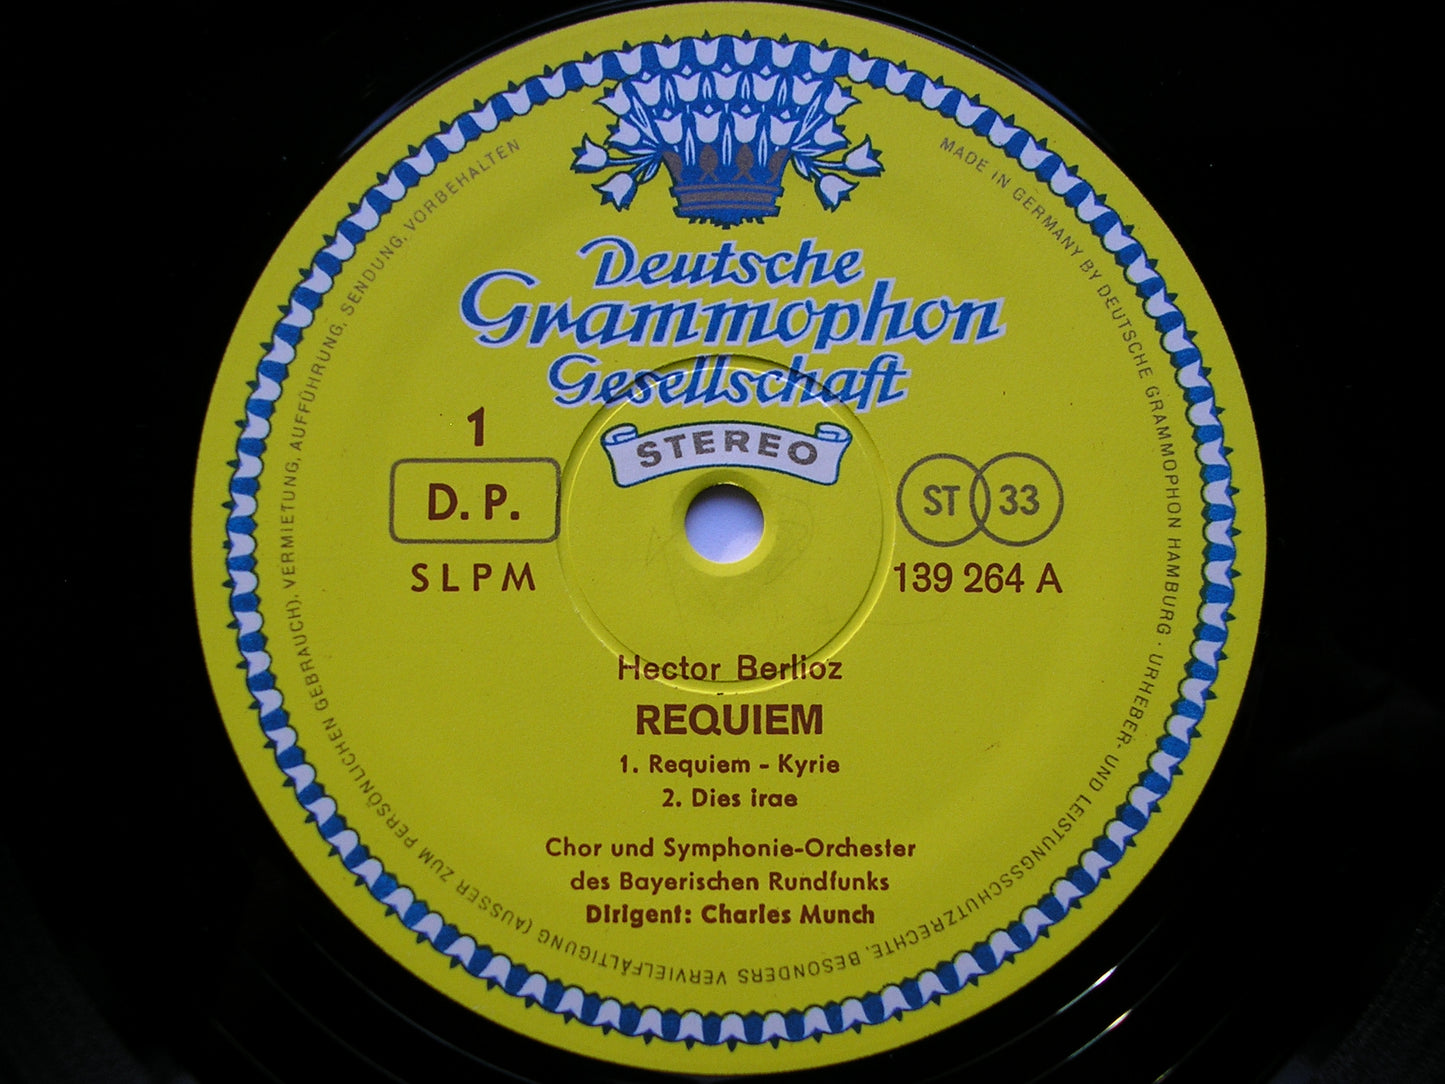 Deutsche
Grammophon
Gesellschaft
STEREO
1
D. P.
SLPM
ST 33
139 264 A
Hector Berlioz
REQUIEM
1. Requiem - Kyrie
2. Dies irae
Chor und Symphonie-Orchester
des Bayerischen Rundfunks
Dirigent: Charles Munch
MADE IN GERMANY BY DEUTSCHE GRAMMOPHON HAMBURG · URHEBER- UND LEISTUNGSSCHUTZRECHTE, BESONDERS VERVIELFÄLTIGUNG (AUSSER ZUM PERSÖNLICHEN GEBRAUCH), VERMIETUNG, AUFFÜHRUNG, SENDUNG, VORBEHALTEN